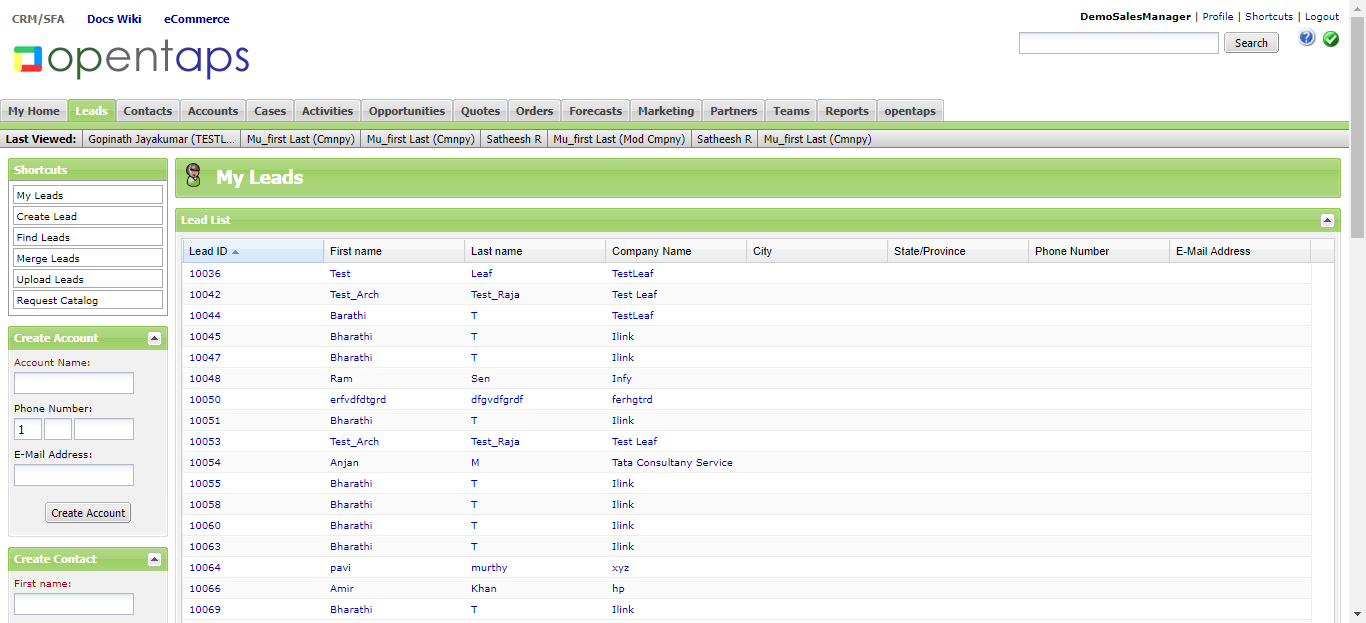 CRM/SFA Docs Wiki eCommerce
DemoSalesManager | Profile | Shortcuts | Logout
opentaps
Search
My Home Leads Contacts Accounts Cases Activities Opportunities Quotes Orders Forecasts Marketing Partners Teams Reports opentaps
Last Viewed: Gopinath Jayakumar (TESTL... Mu_first Last (Cmnpy) Mu_first Last (Cmnpy) Satheesh R Mu_first Last (Mod Cmpny) Satheesh R Mu_first Last (Cmnpy)
Shortcuts
My Leads
Create Lead
Find Leads
Merge Leads
Upload Leads
Request Catalog
Create Account
Account Name:
Phone Number:
1
E-Mail Address:
Create Account
Create Contact
First name:
My Leads
Lead List
Lead ID First name Last name Company Name City State/Province Phone Number E-Mail Address
10036 Test Leaf TestLeaf
10042 Test_Arch Test_Raja Test Leaf
10044 Barathi T TestLeaf
10045 Bharathi T Ilink
10047 Bharathi T Ilink
10048 Ram Sen Infy
10050 erfvdfdtgrd dfgvdfgrdf ferhgtrd
10051 Bharathi T Ilink
10053 Test_Arch Test_Raja Test Leaf
10054 Anjan M Tata Consultany Service
10055 Bharathi T Ilink
10058 Bharathi T Ilink
10060 Bharathi T Ilink
10063 Bharathi T Ilink
10064 pavi murthy xyz
10066 Amir Khan hp
10069 Bharathi T Ilink